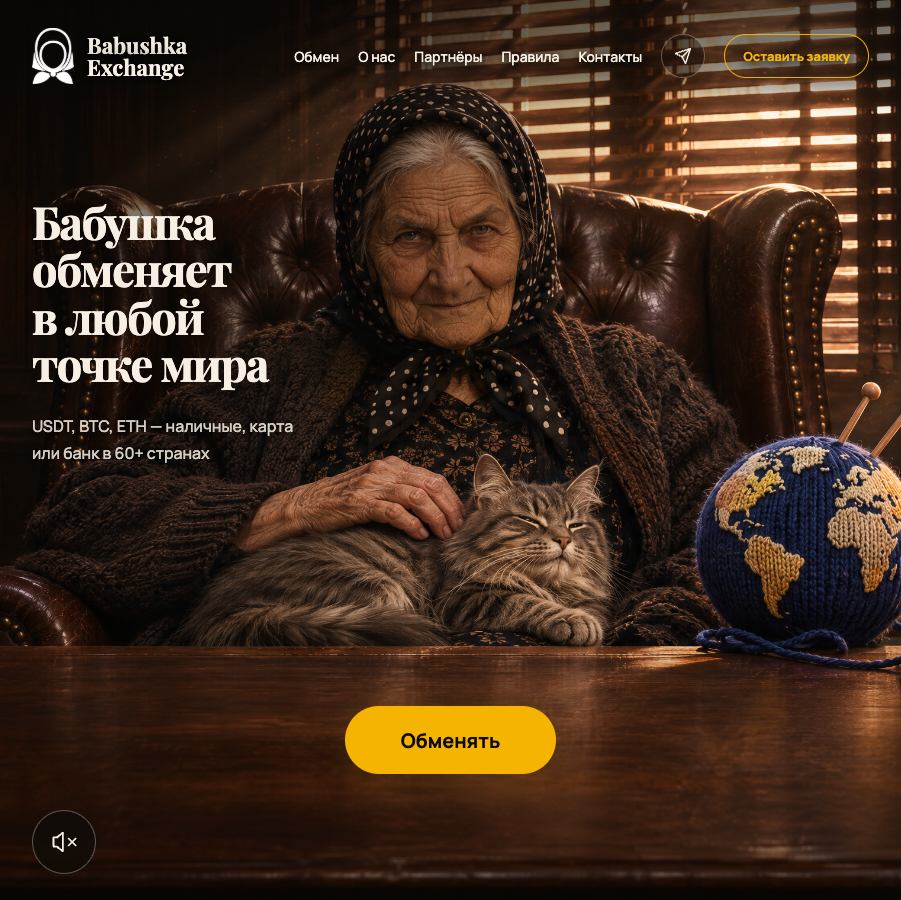 Babushka
Exchange
Обмен О нас Партнёры Правила Контакты Оставить заявку
Бабушка
обменяет
в любой
точке мира
USDT, BTC, ETH — наличные, карта
или банк в 60+ странах
Обменять